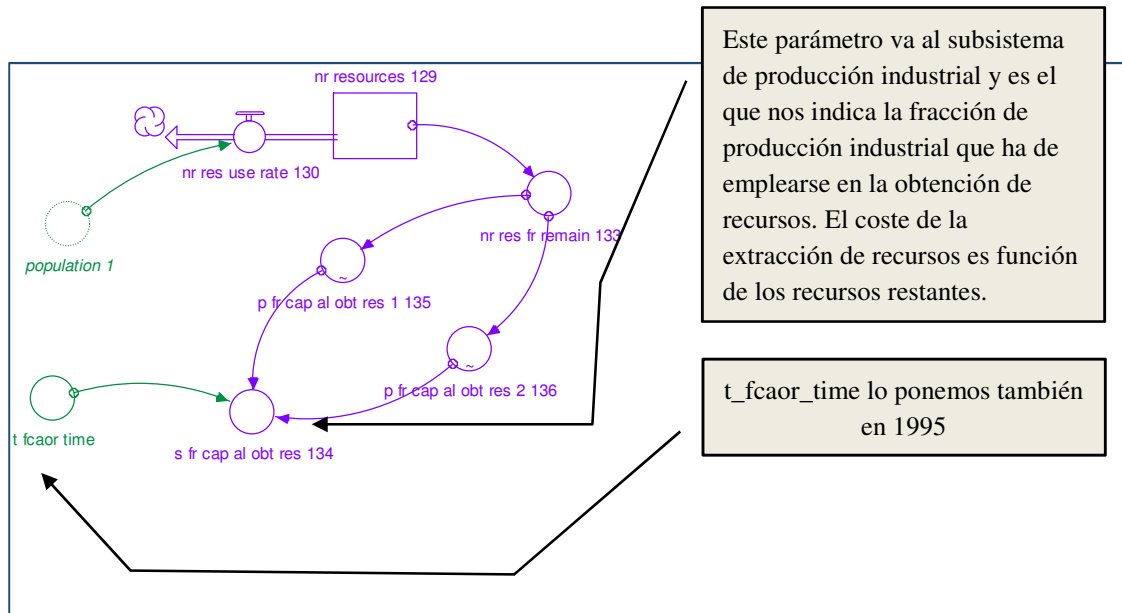 nr resources 129
nr res use rate 130
nr res fr remain 133
population 1
p fr cap al obt res 1 135
p fr cap al obt res 2 136
t fcaor time
s fr cap al obt res 134
~
~
Este parámetro va al subsistema
de producción industrial y es el
que nos indica la fracción de
producción industrial que ha de
emplearse en la obtención de
recursos. El coste de la
extracción de recursos es función
de los recursos restantes.
t_fcaor_time lo ponemos también
en 1995